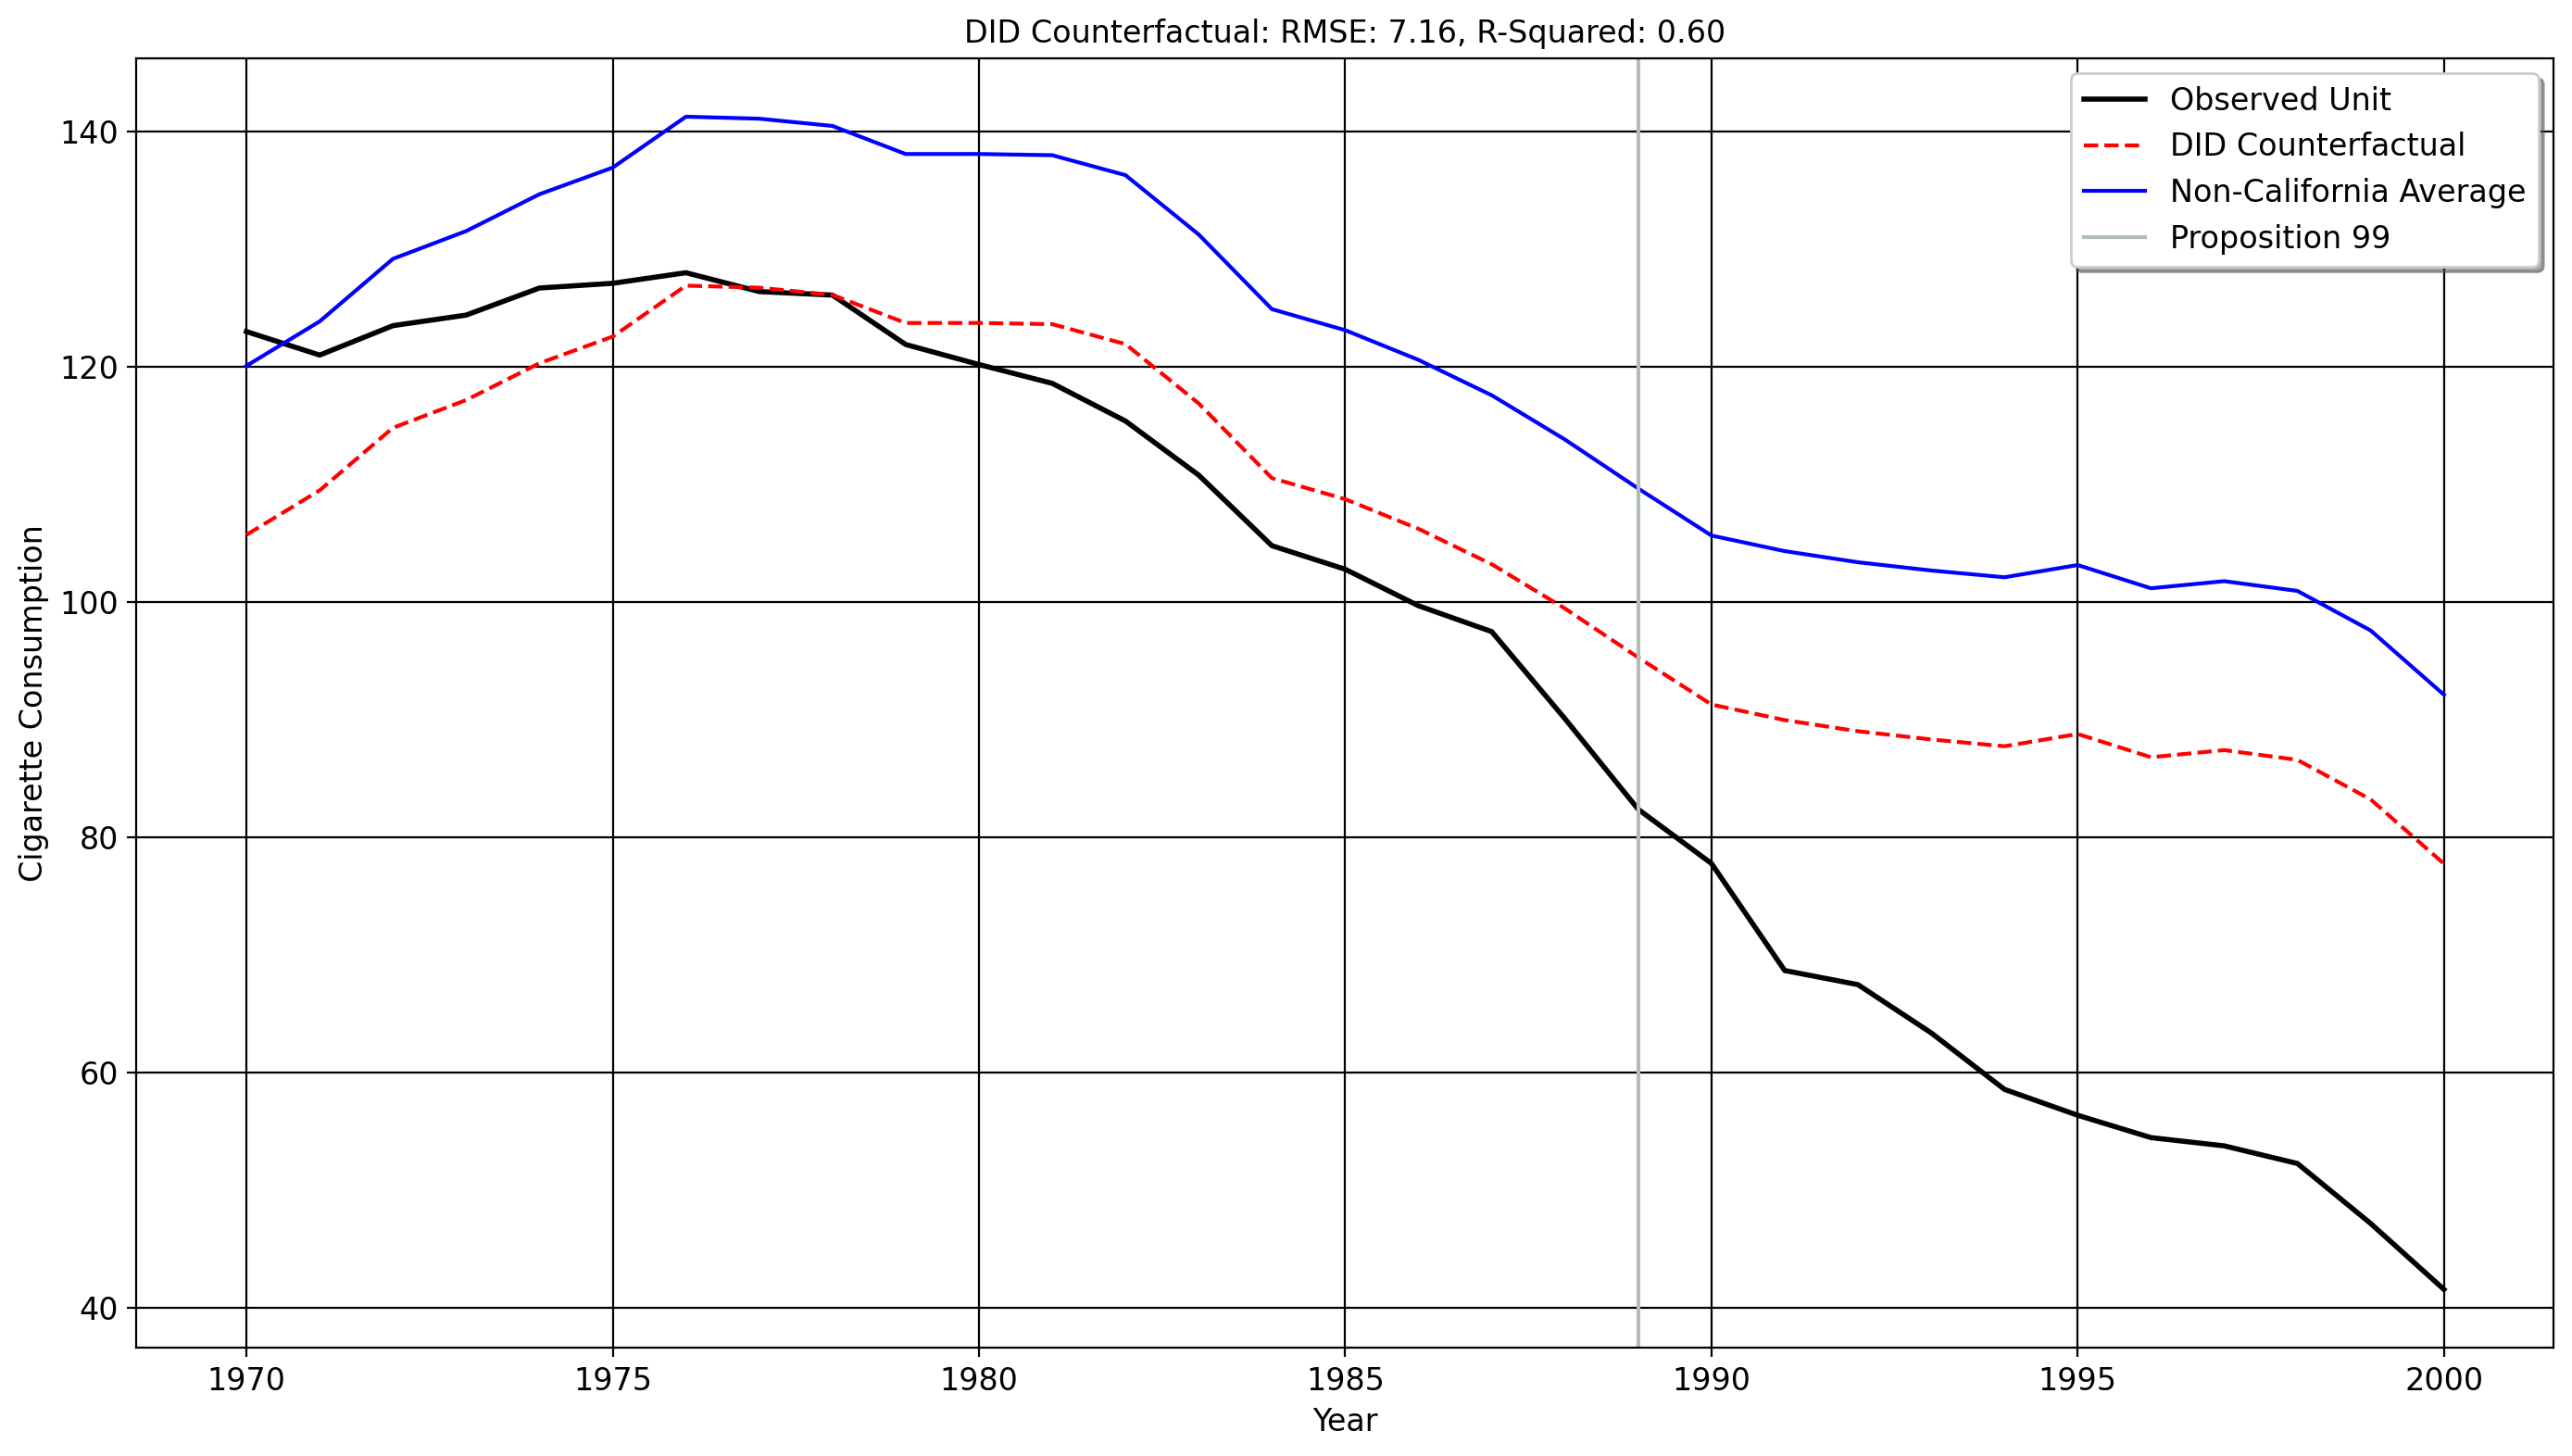 DID Counterfactual: RMSE: 7.16, R-Squared: 0.60
Observed Unit
DID Counterfactual
Non-California Average
Proposition 99
Cigarette Consumption
140
120
100
80
60
40
1970 1975 1980 1985 1990 1995 2000
Year